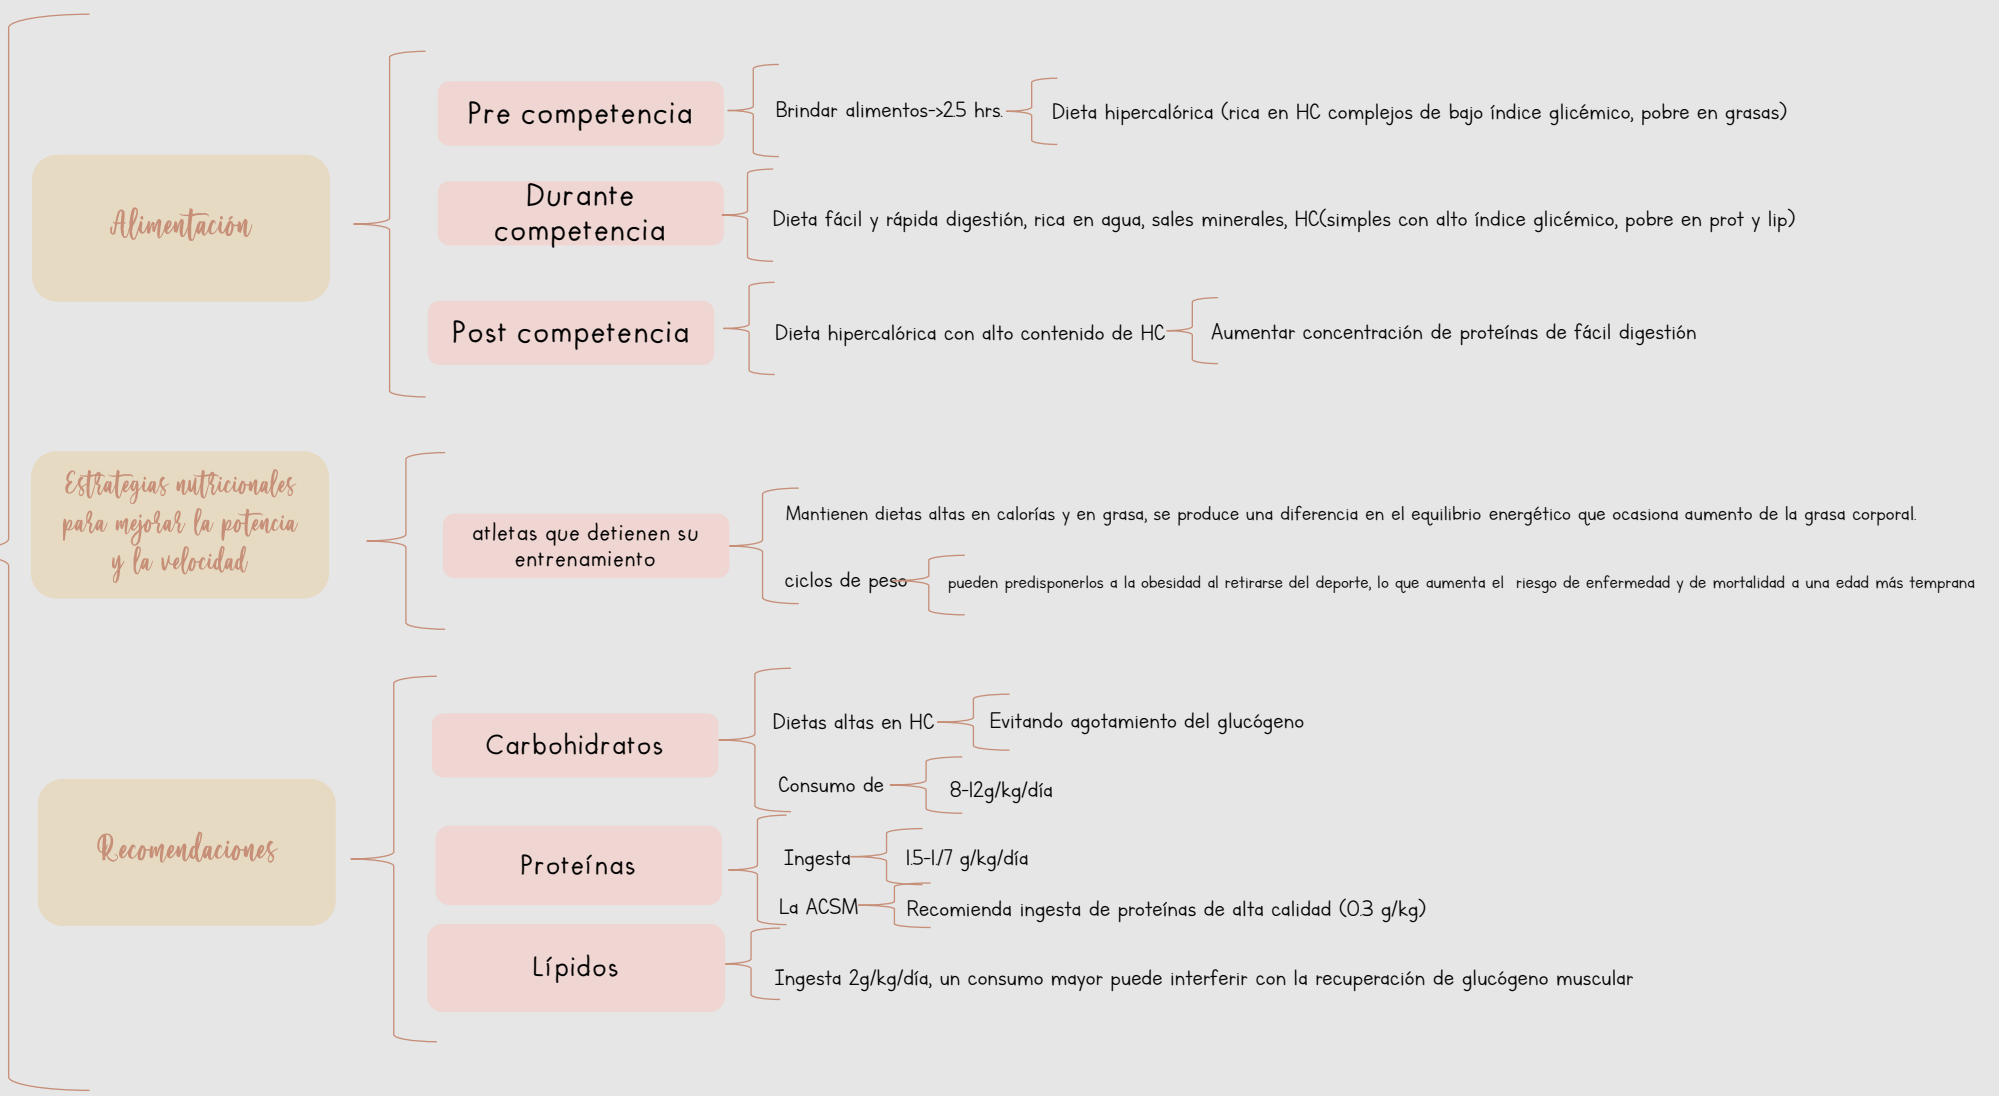 Alimentación
Pre competencia
Brindar alimentos->2.5 hrs.
Dieta hipercalórica (rica en HC complejos de bajo índice glicémico, pobre en grasas)
Durante
competencia
Dieta fácil y rápida digestión, rica en agua, sales minerales, HC(simples con alto índice glicémico, pobre en prot y lip)
Post competencia
Dieta hipercalórica con alto contenido de HC
Aumentar concentración de proteínas de fácil digestión
Estrategias nutricionales
para mejorar la potencia
y la velocidad
atletas que detienen su
entrenamiento
Mantienen dietas altas en calorías y en grasa, se produce una diferencia en el equilibrio energético que ocasiona aumento de la grasa corporal.
ciclos de peso
pueden predisponerlos a la obesidad al retirarse del deporte, lo que aumenta el riesgo de enfermedad y de mortalidad a una edad más temprana
Recomendaciones
Carbohidratos
Dietas altas en HC
Evitando agotamiento del glucógeno
Consumo de
8-12g/kg/día
Proteínas
Ingesta
1.5-1./7 g/kg/día
La ACSM
Recomienda ingesta de proteínas de alta calidad (0.3 g/kg)
Lípidos
Ingesta 2g/kg/día, un consumo mayor puede interferir con la recuperación de glucógeno muscular